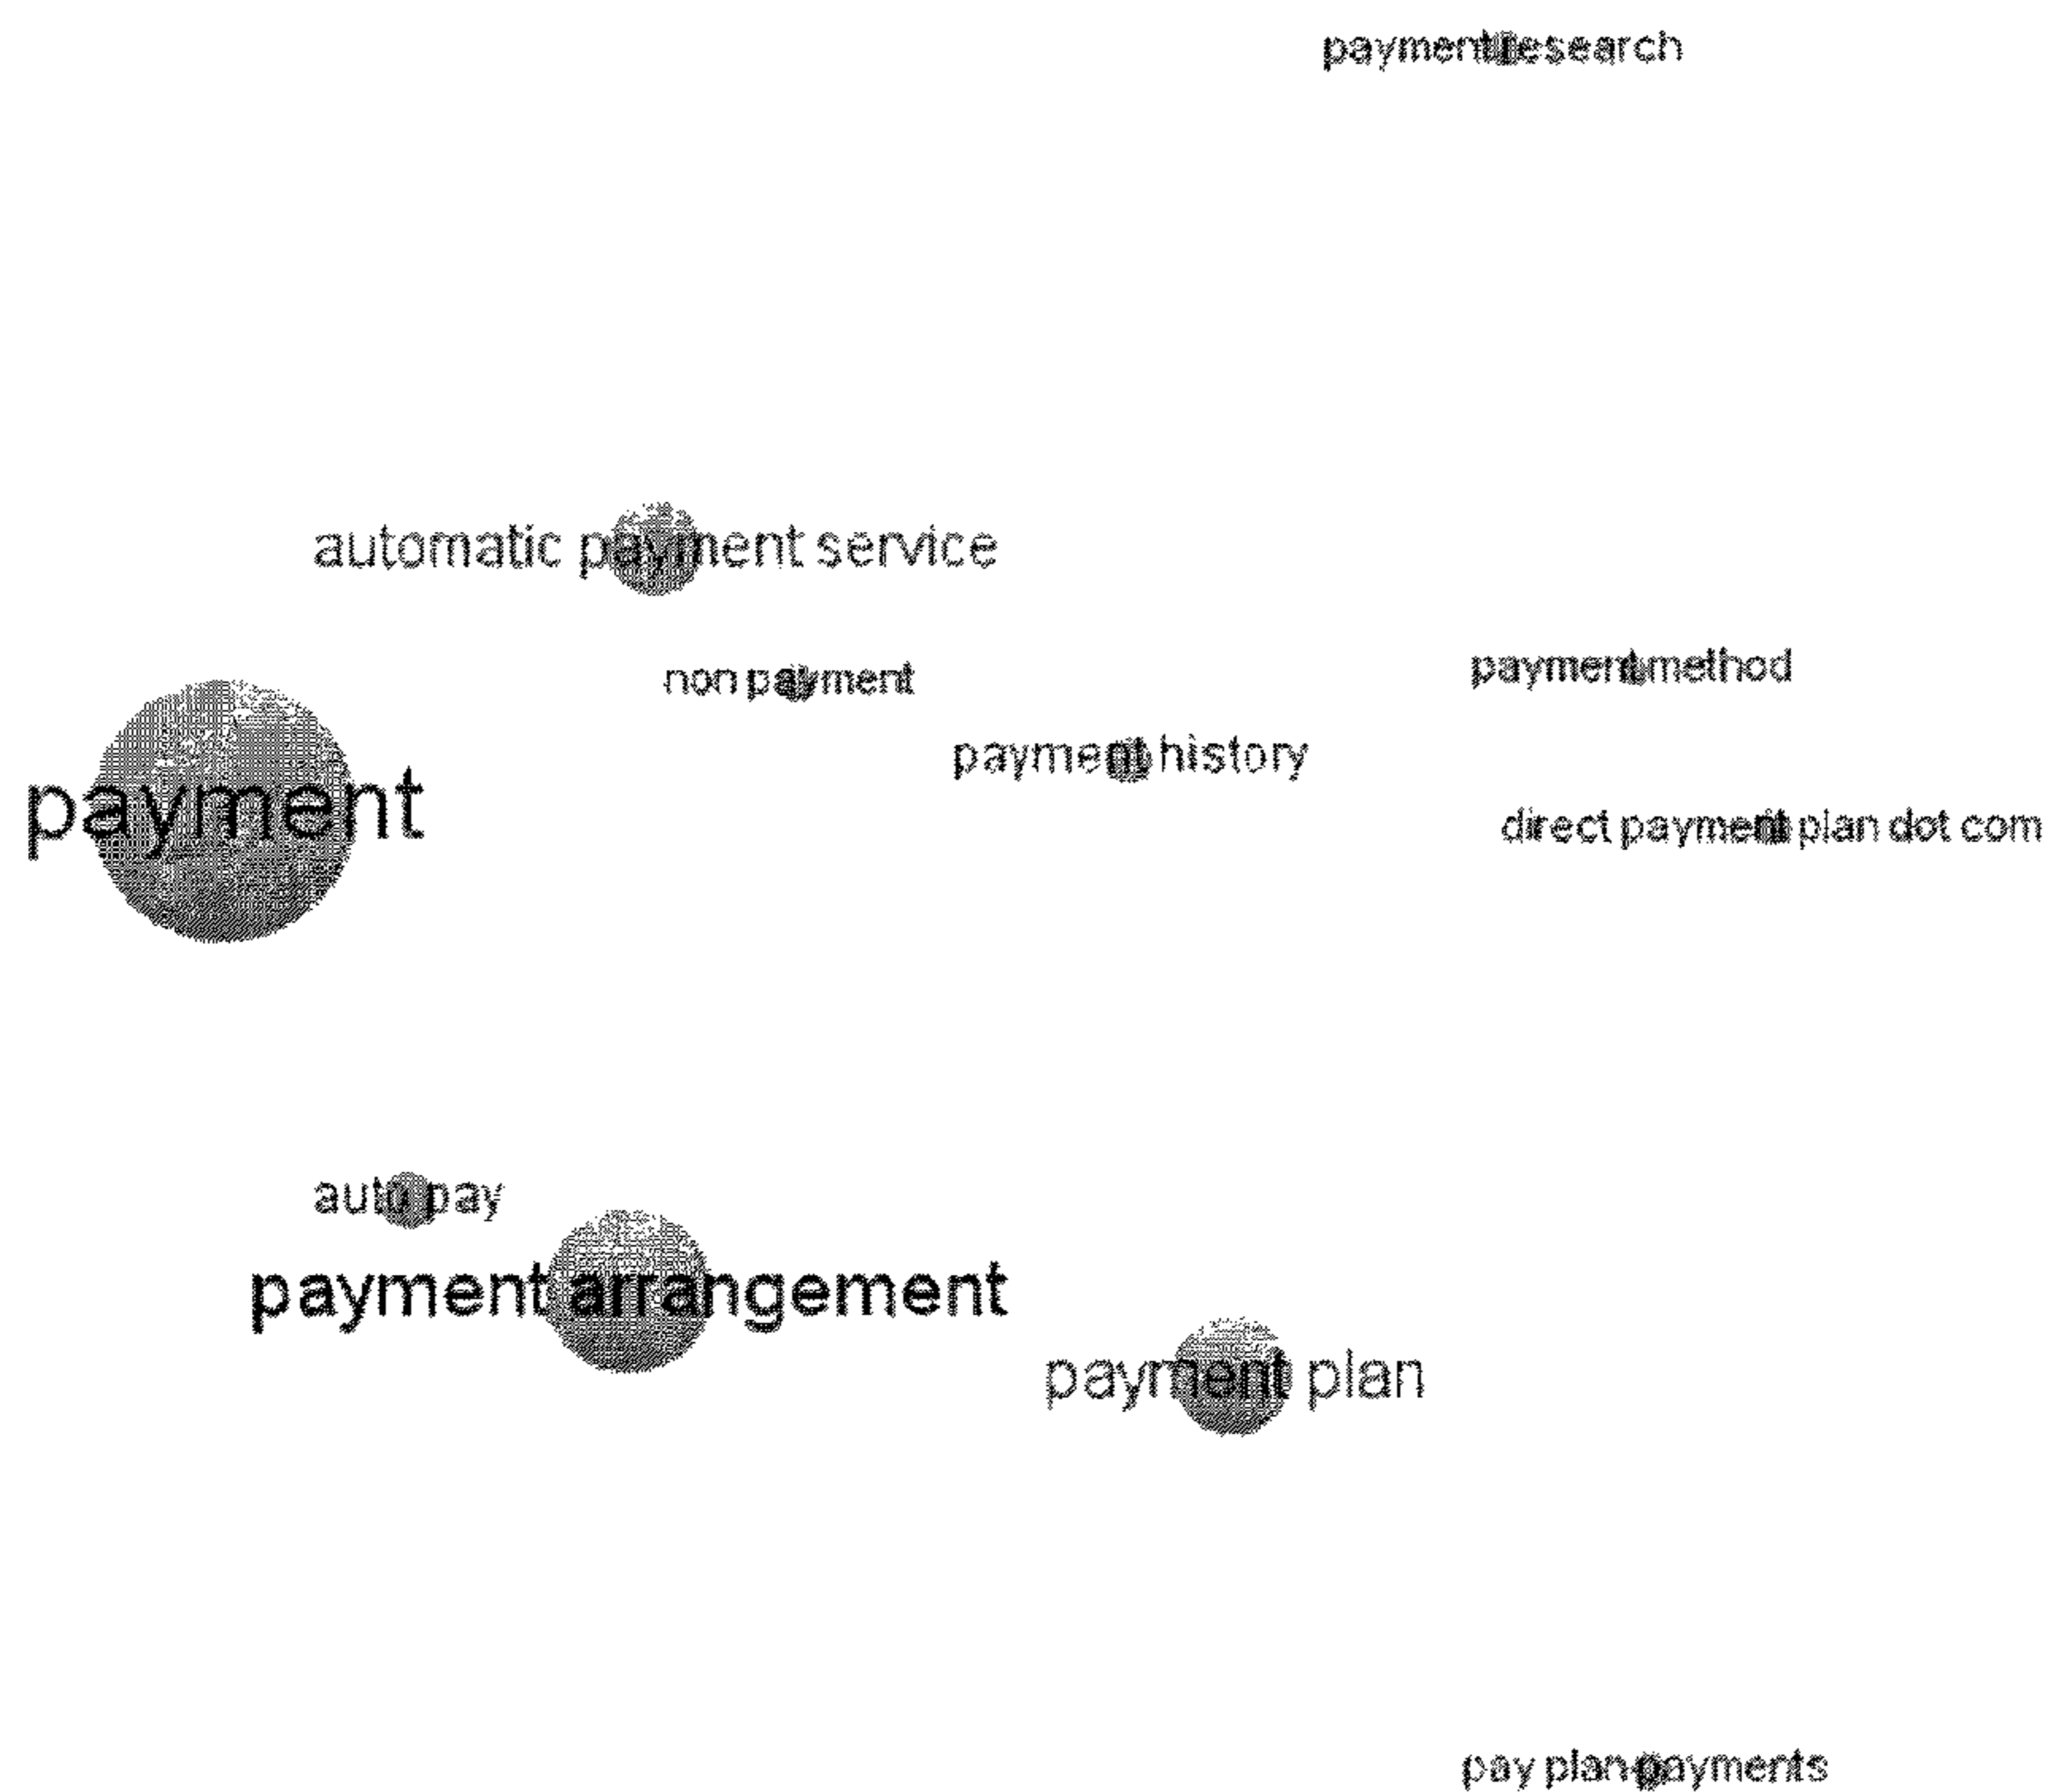 payment research
automatic payment service
non payment
payment method
payment history
payment
direct payment plan dot com
auto pay
payment arrangement
payment plan
pay plan payments